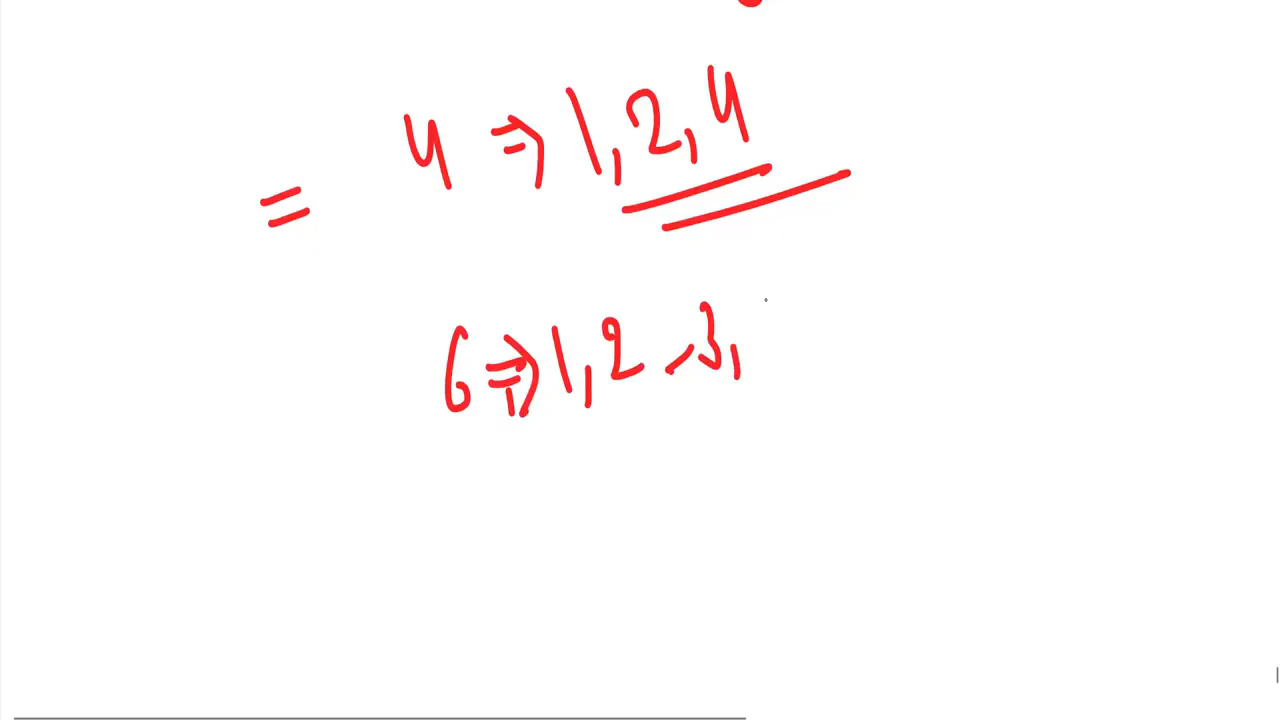 4 ⇒ 1, 2, 4
=
6 ⇒ 1, 2, 3,